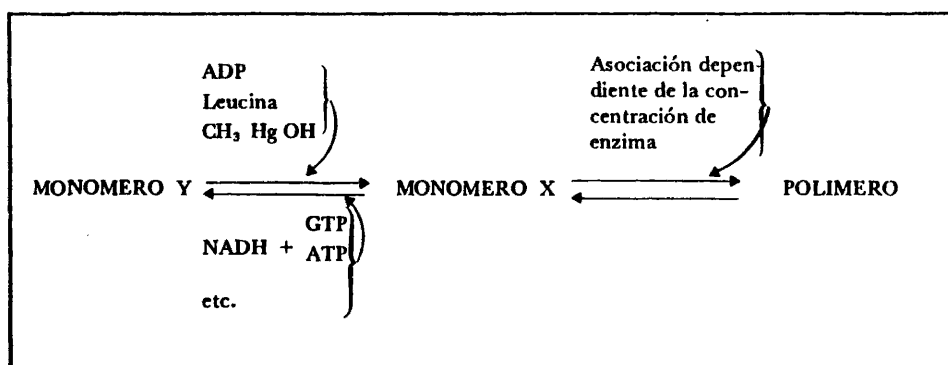 ADP
Leucina
CH₃ Hg OH
Asociación depen-
diente de la con-
centración de
enzima
MONOMERO Y
MONOMERO X
POLIMERO
NADH + GTP
ATP
etc.